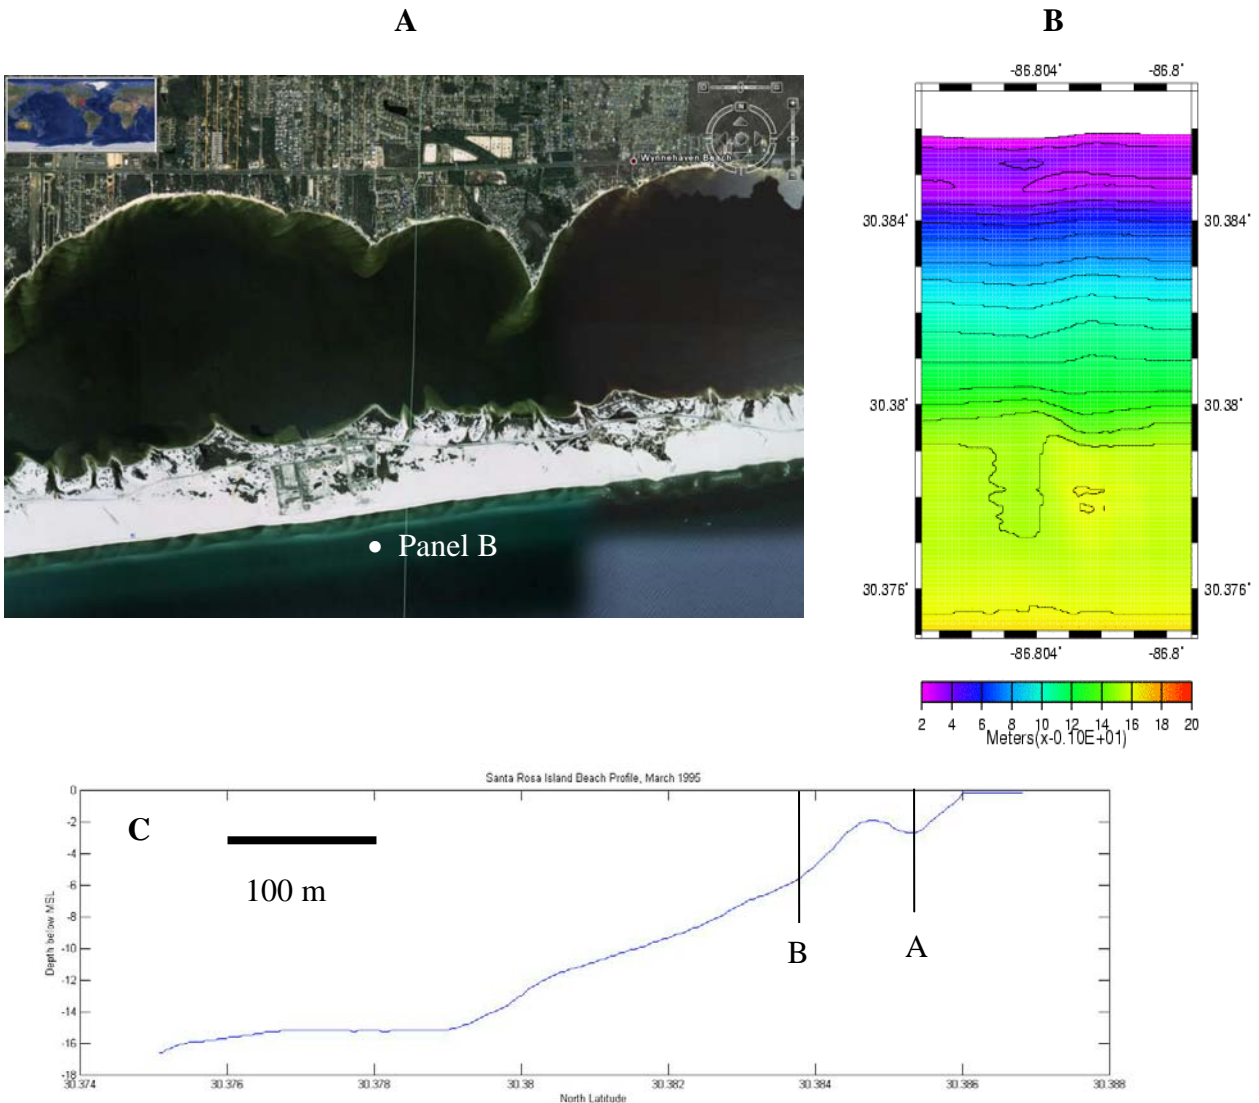 A
B
Wynnehaven Beach
N
Panel B
-86.804° -86.8°
30.384° 30.384°
30.38° 30.38°
30.376° 30.376°
-86.804° -86.8°
2 4 6 8 10 12 14 16 18 20
Meters(x-0.10E+01)
Santa Rosa Island Beach Profile, March 1995
C
100 m
B
A
0
-2
-4
-6
-8
-10
-12
-14
-16
-18
Depth below MSL
30.374 30.376 30.378 30.38 30.382 30.384 30.386 30.388
North Latitude